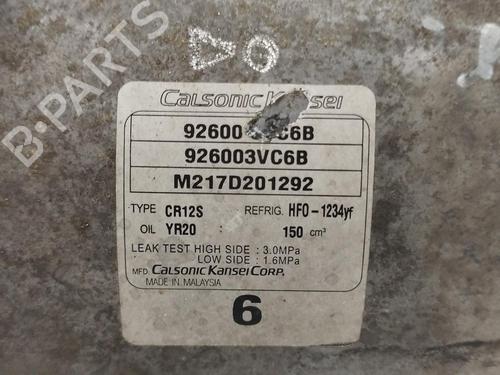 B-PARTS
Calsonic Kansei
926003VC6B
M217D201292
TYPE CR12S REFRIG. HFO-1234yf
OIL YR20 : 150 cm³
LEAK TEST HIGH SIDE : 3.0MPa
LOW SIDE : 1.6MPa
MFD. CALSONIC KANSEI CORP.
MADE IN MALAYSIA
6